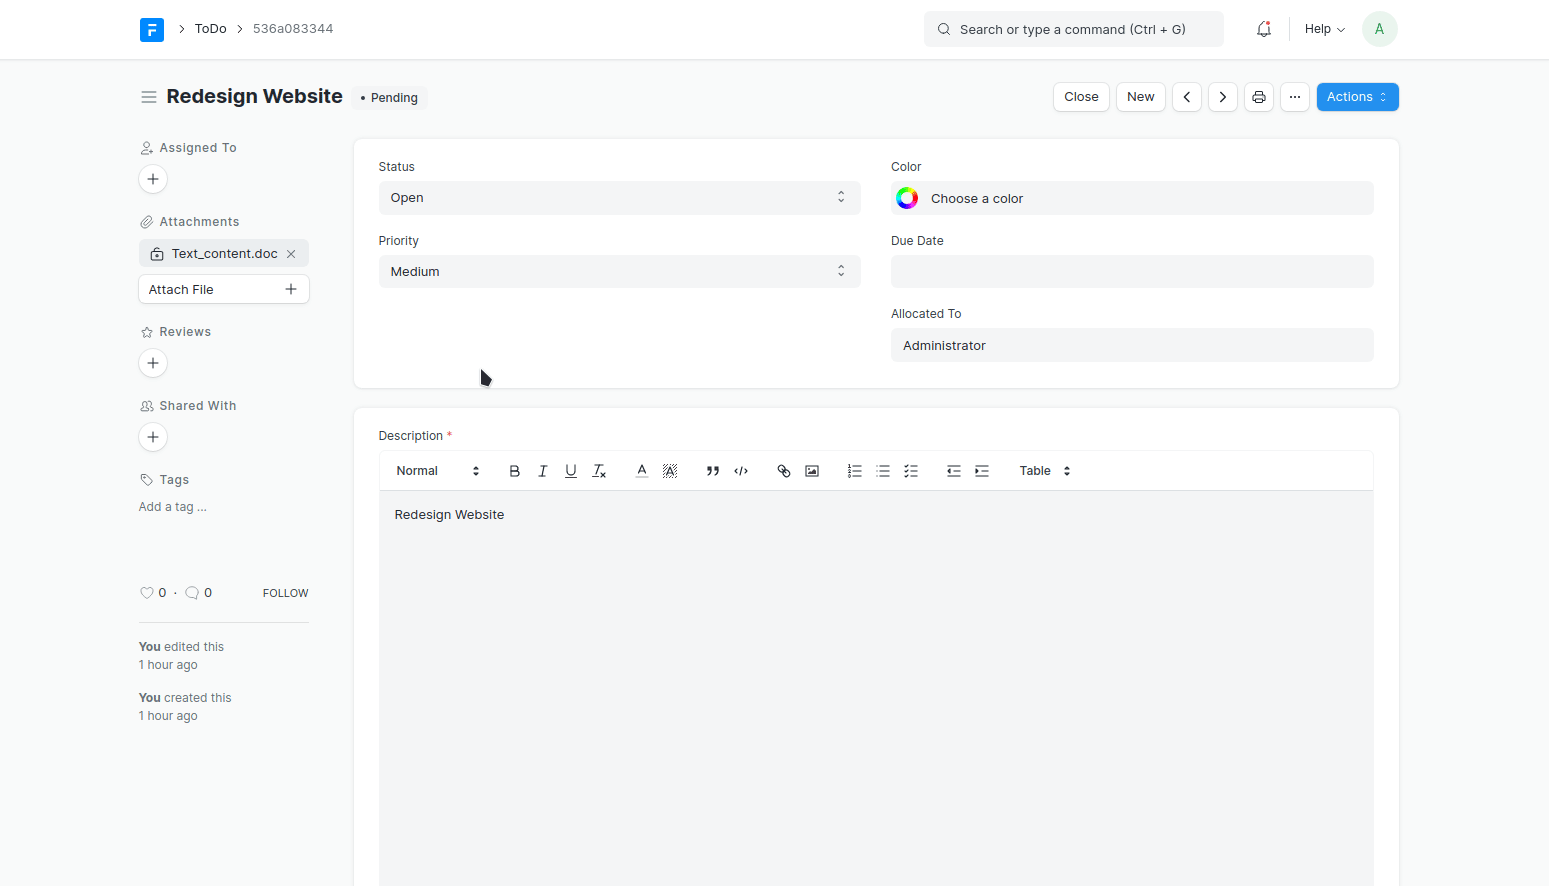 ToDo 536a083344
Search or type a command (Ctrl + G)
Help
A
Redesign Website
Pending
Close
New
Actions
Assigned To
Attachments
Text_content.doc
Attach File
Reviews
Shared With
Tags
Add a tag ...
0 · 0
FOLLOW
You edited this
1 hour ago
You created this
1 hour ago
Status
Open
Priority
Medium
Color
Choose a color
Due Date
Allocated To
Administrator
Description *
Normal
Table
Redesign Website